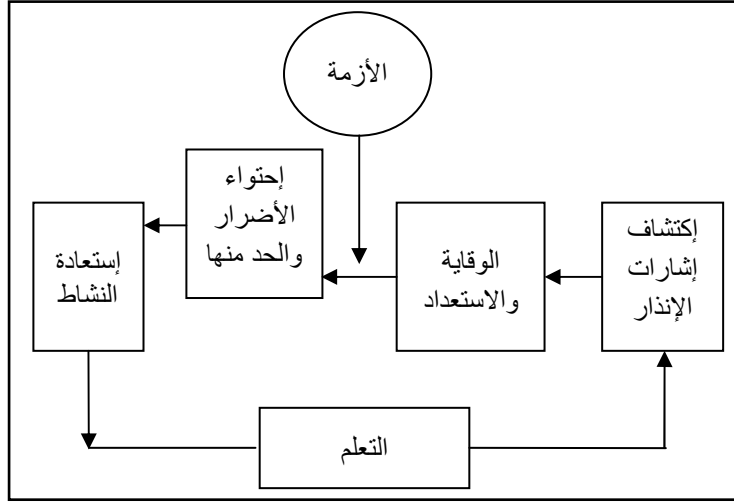 الأزمة
إكتشاف
إشارات
الإنذار
الوقاية
والاستعداد
إحتواء
الأضرار
والحد منها
إستعادة
النشاط
التعلم